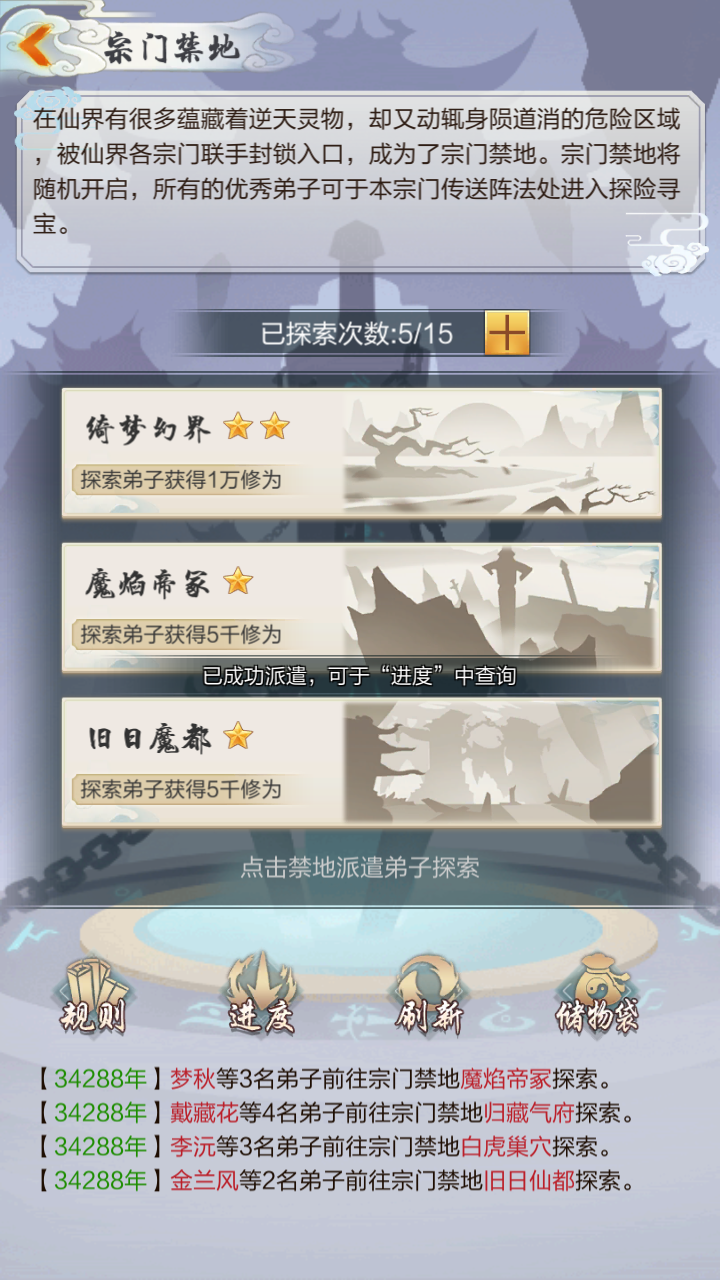 宗门禁地
在仙界有很多蕴藏着逆天灵物，却又动辄身陨道消的危险区域
，被仙界各宗门联手封锁入口，成为了宗门禁地。宗门禁地将
随机开启，所有的优秀弟子可于本宗门传送阵法处进入探险寻
宝。
已探索次数:5/15
绮梦幻界
探索弟子获得1万修为
魔焰帝冢
探索弟子获得5千修为
已成功派遣，可于“进度”中查询
旧日魔都
探索弟子获得5千修为
点击禁地派遣弟子探索
规则
进度
刷新
储物袋
【34288年】梦秋等3名弟子前往宗门禁地魔焰帝冢探索。
【34288年】戴藏花等4名弟子前往宗门禁地归藏气府探索。
【34288年】李沅等3名弟子前往宗门禁地白虎巢穴探索。
【34288年】金兰风等2名弟子前往宗门禁地旧日仙都探索。